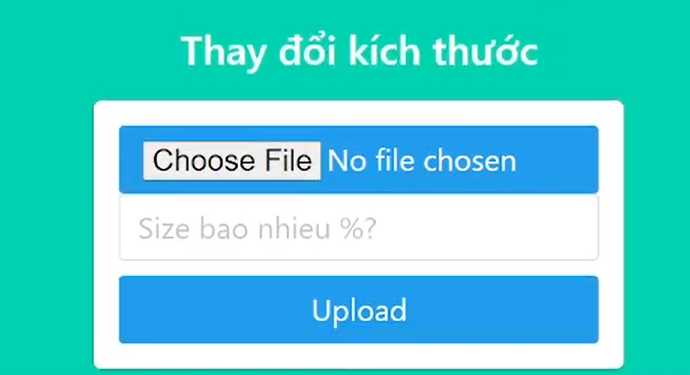 Thay đổi kích thước
Choose File No file chosen
Size bao nhieu %?
Upload